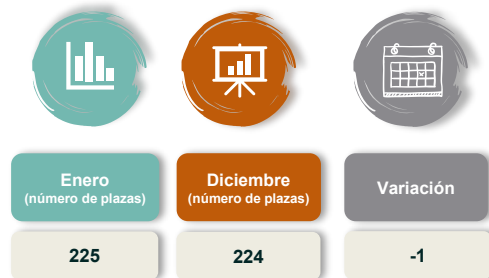 Enero
(número de plazas)
Diciembre
(número de plazas)
Variación
225
224
-1